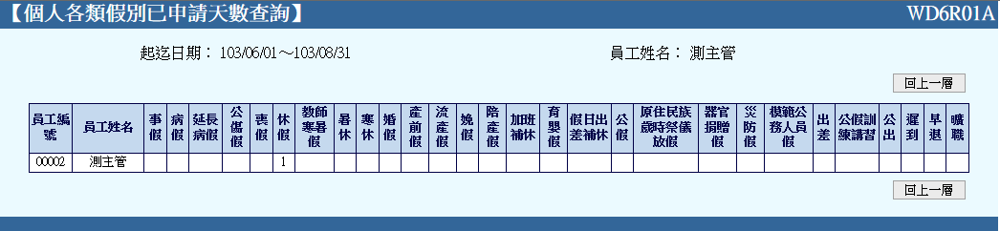 【個人各類假別已申請天數查詢】 WD6R01A
起迄日期： 103/06/01～103/08/31 員工姓名： 測主管
回上一層
員工編號 員工姓名 事假 病假 延長病假 公傷假 喪假 休假 教師寒暑假 暑休 寒休 婚假 產前假 流產假 娩假 陪產假 加班補休 育嬰假 假日出差補休 公假 原住民族歲時祭儀放假 器官捐贈假 災防假 模範公務人員假 出差 公假訓練講習 公出 遲到 早退 曠職
00002 測主管 1
回上一層